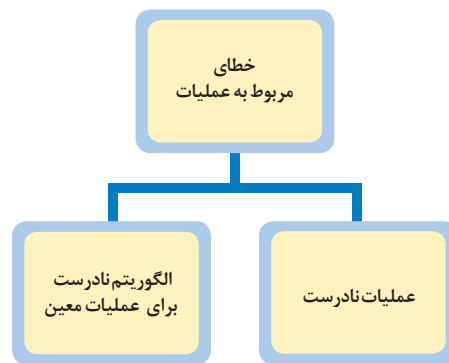 خطای
مربوط به عملیات
عملیات نادرست
الگوریتم نادرست
برای عملیات معین